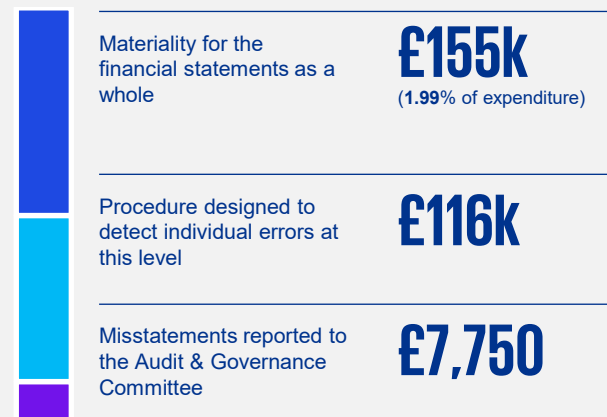 Materiality for the
financial statements as a
whole
£155k
(1.99% of expenditure)
Procedure designed to
detect individual errors at
this level
£116k
Misstatements reported to
the Audit & Governance
Committee
£7,750